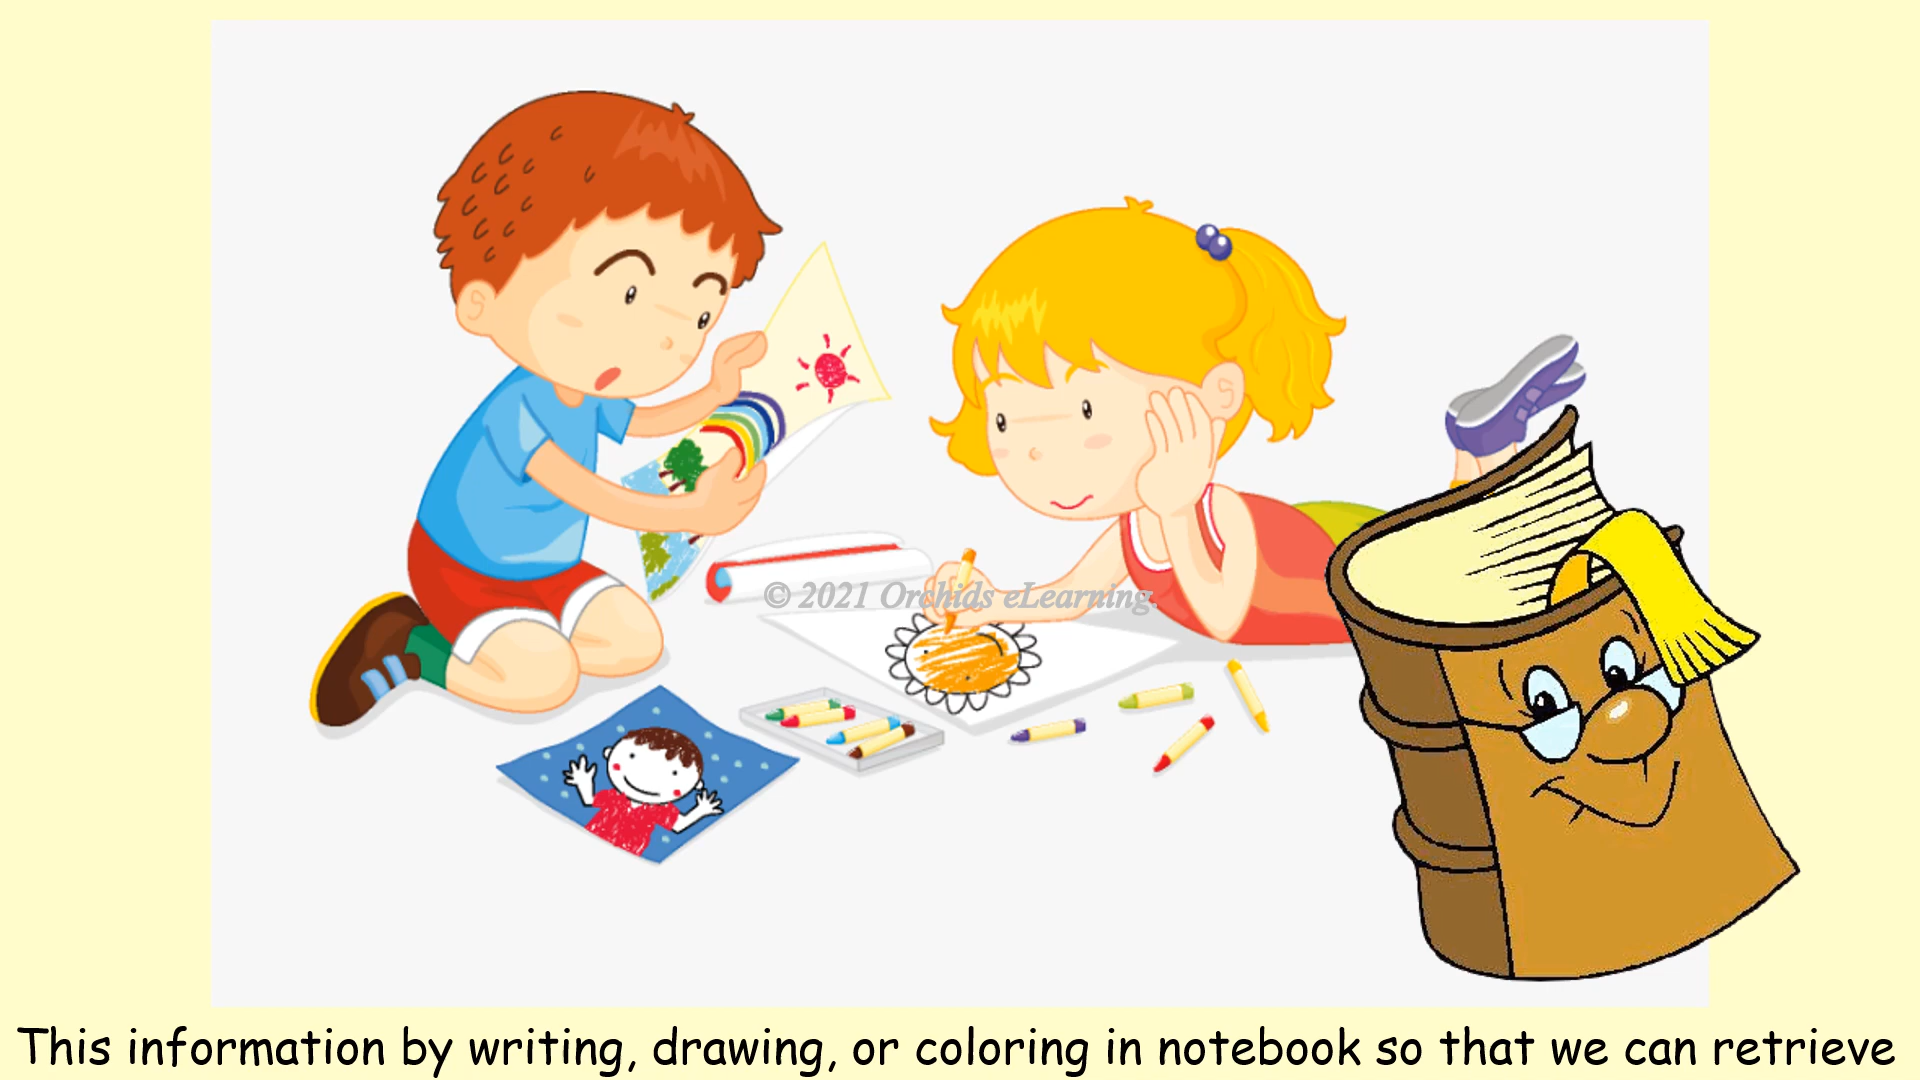 © 2021 Orchids eLearning.
This information by writing, drawing, or coloring in notebook so that we can retrieve